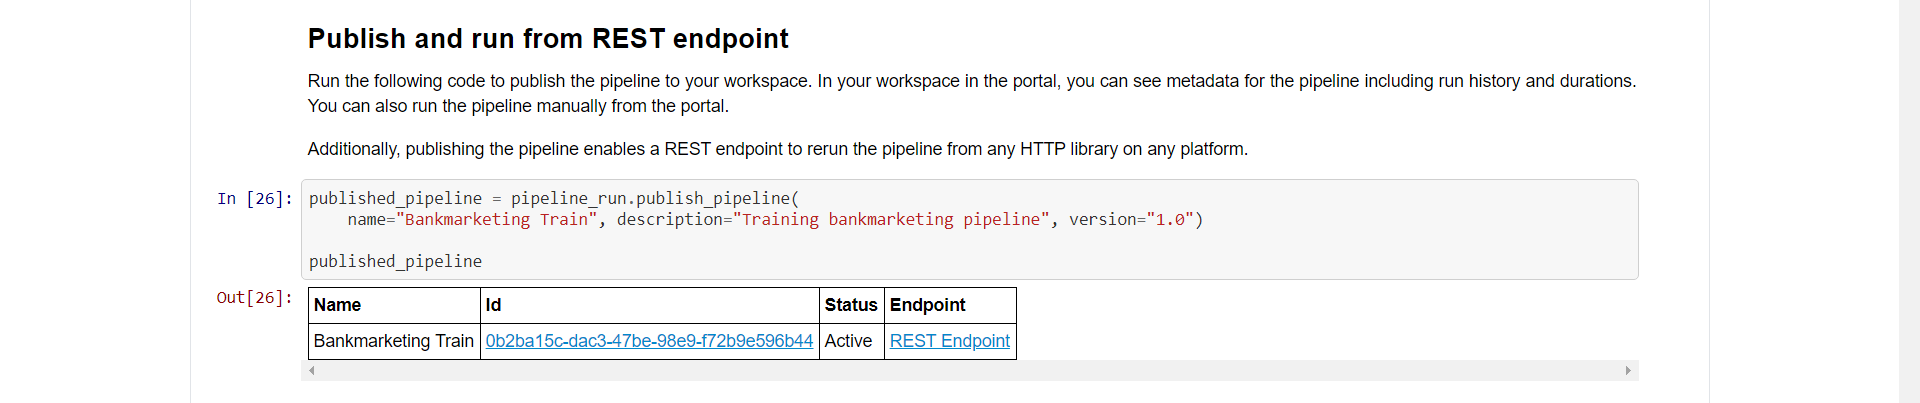 Publish and run from REST endpoint
Run the following code to publish the pipeline to your workspace. In your workspace in the portal, you can see metadata for the pipeline including run history and durations.
You can also run the pipeline manually from the portal.
Additionally, publishing the pipeline enables a REST endpoint to rerun the pipeline from any HTTP library on any platform.
In [26]: published_pipeline = pipeline_run.publish_pipeline(
    name="Bankmarketing Train", description="Training bankmarketing pipeline", version="1.0")
published_pipeline
Out[26]:
Name Id Status Endpoint
Bankmarketing Train 0b2ba15c-dac3-47be-98e9-f72b9e596b44 Active REST Endpoint